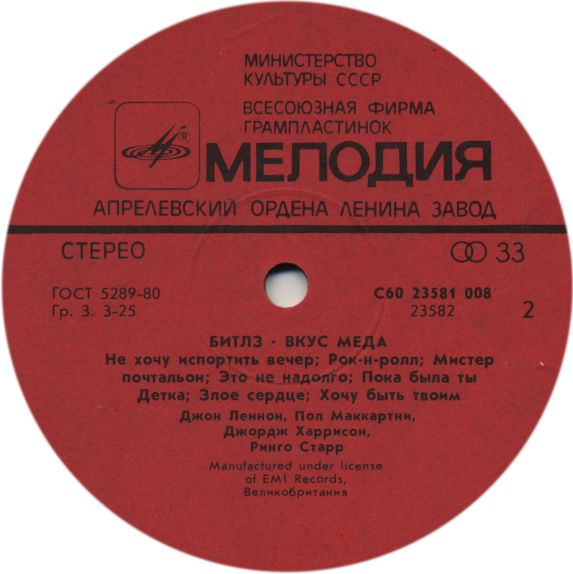 МИНИСТЕРСТВО
КУЛЬТУРЫ СССР
ВСЕСОЮЗНАЯ ФИРМА
ГРАМПЛАСТИНОК
МЕЛОДИЯ
АПРЕЛЕВСКИЙ ОРДЕНА ЛЕНИНА ЗАВОД
СТЕРЕО
33
ГОСТ 5289-80
Гр. 3. 3-25
С60 23581 008
23582
2
БИТЛЗ · ВКУС МЕДА
Не хочу испортить вечер; Рок-н-ролл; Мистер
почтальон; Это не надолго; Пока была ты
Детка; Злое сердце; Хочу быть твоим
Джон Леннон, Пол Маккартни,
Джордж Харрисон,
Ринго Старр
Manufactured under license
of EMI Records,
Великобритания